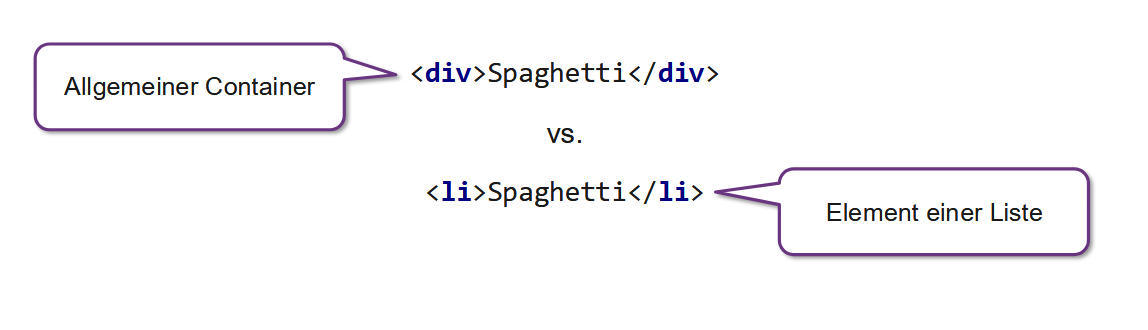 Allgemeiner Container
<div>Spaghetti</div>
vs.
<li>Spaghetti</li>
Element einer Liste